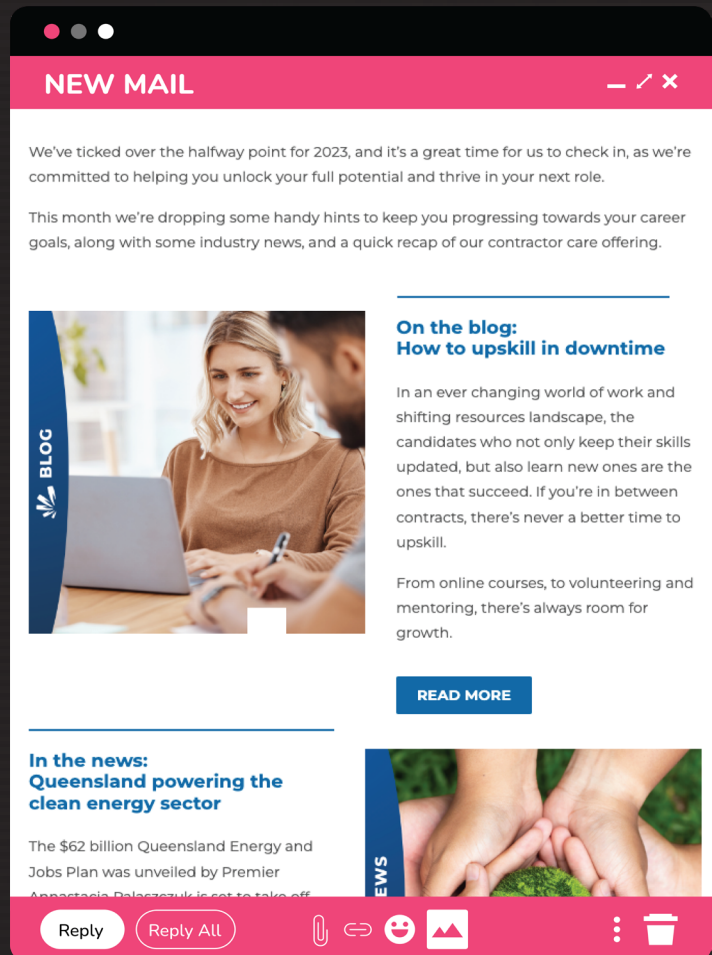 NEW MAIL
We’ve ticked over the halfway point for 2023, and it’s a great time for us to check in, as we’re
committed to helping you unlock your full potential and thrive in your next role.
This month we’re dropping some handy hints to keep you progressing towards your career
goals, along with some industry news, and a quick recap of our contractor care offering.
BLOG
On the blog:
How to upskill in downtime
In an ever changing world of work and
shifting resources landscape, the
candidates who not only keep their skills
updated, but also learn new ones are the
ones that succeed. If you’re in between
contracts, there’s never a better time to
upskill.
From online courses, to volunteering and
mentoring, there’s always room for
growth.
READ MORE
In the news:
Queensland powering the
clean energy sector
The $62 billion Queensland Energy and
Jobs Plan was unveiled by Premier
Annastacia Palaszczuk is set to take off
EWS
Reply
Reply All